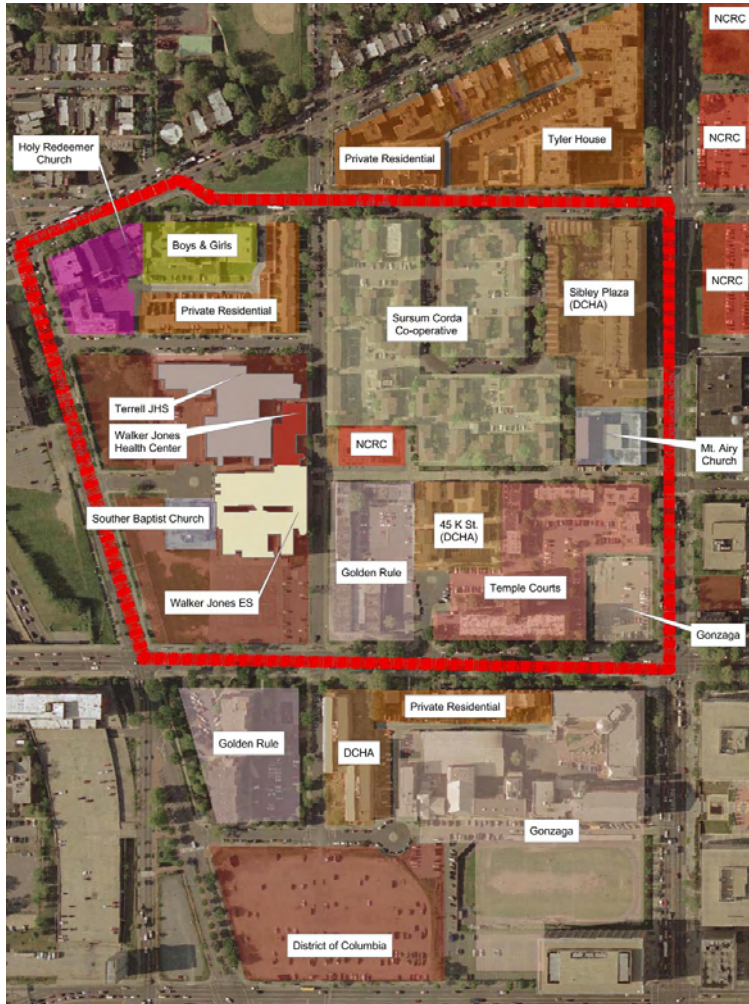 NCRC
Tyler House
Private Residential
NCRC
Holy Redeemer
Church
Boys & Girls
NCRC
Private Residential
Sibley Plaza
(DCHA)
Sursum Corda
Co-operative
Terrell JHS
Walker Jones
Health Center
NCRC
Mt. Airy
Church
Souther Baptist Church
45 K St.
(DCHA)
Golden Rule
Temple Courts
Walker Jones ES
Gonzaga
Private Residential
Golden Rule
DCHA
Gonzaga
District of Columbia